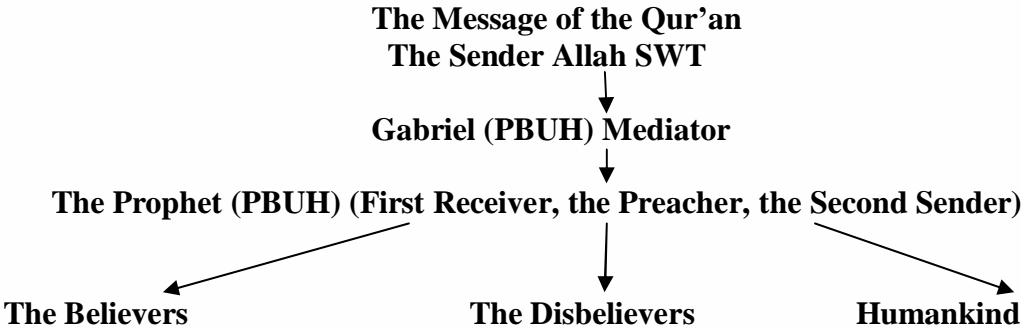 The Message of the Qur’an
The Sender Allah SWT
Gabriel (PBUH) Mediator
The Prophet (PBUH) (First Receiver, the Preacher, the Second Sender)
The Believers The Disbelievers Humankind